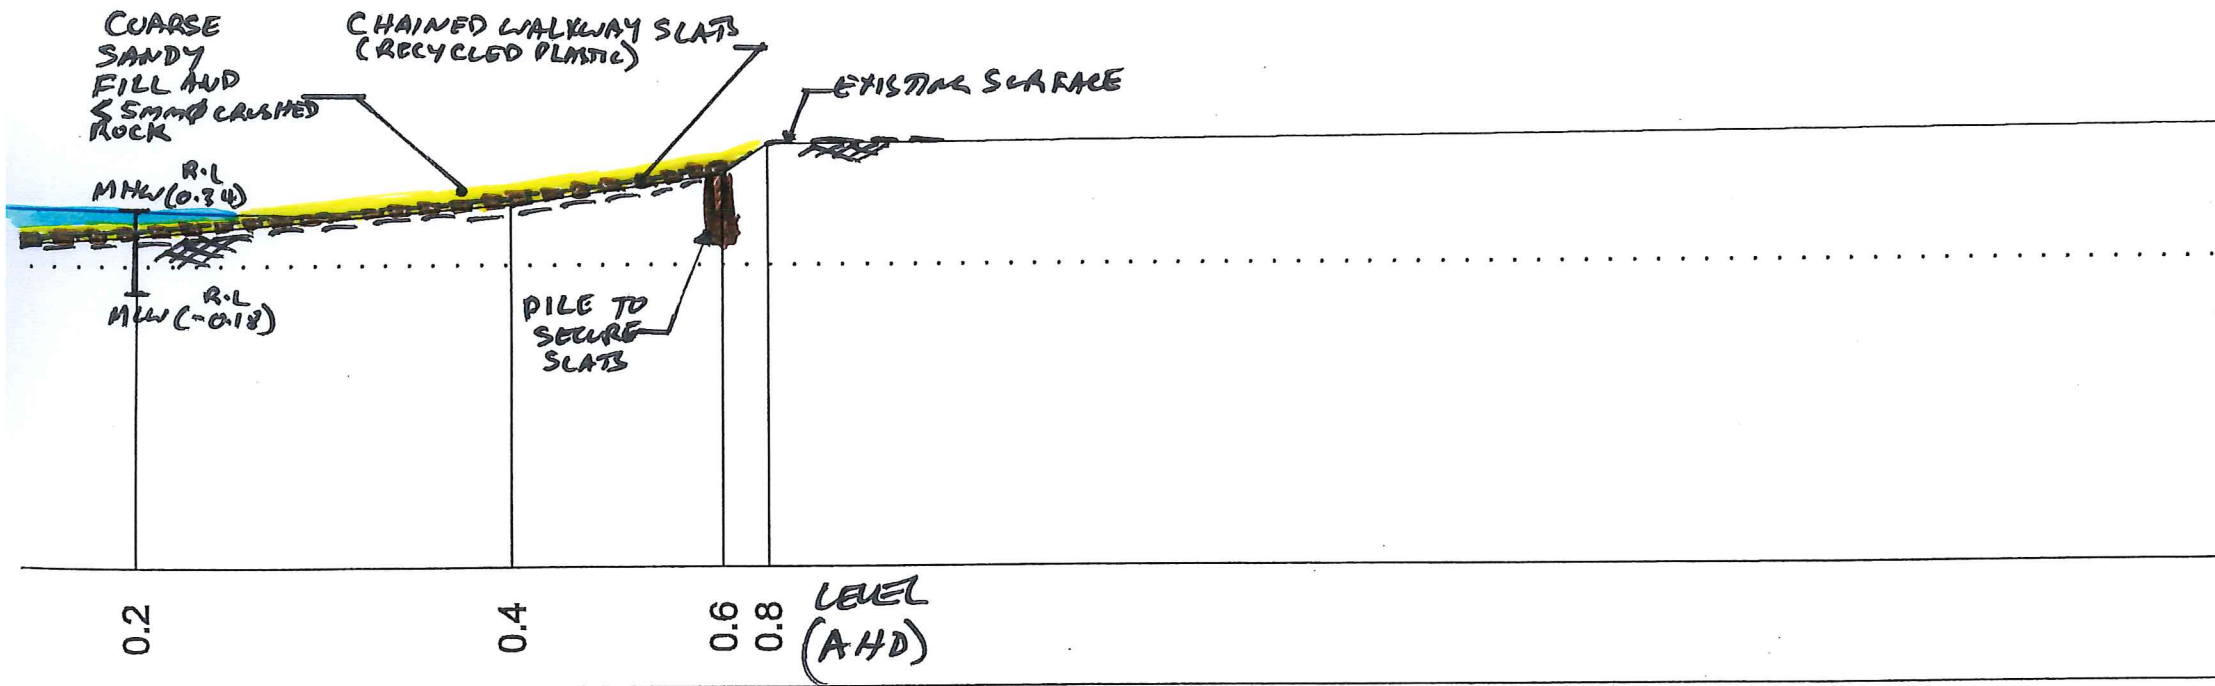 COARSE
SANDY
FILL AND
≤5mmφ CRUSHED
ROCK
CHAINED WALKWAY SLATS
(RECYCLED PLASTIC)
EXISTING SURFACE
R.L
MHW (0.34)
R.L
MLW (-0.18)
PILE TO
SECURE
SLATS
0.2
0.4
0.6
0.8
LEVEL
(AHD)